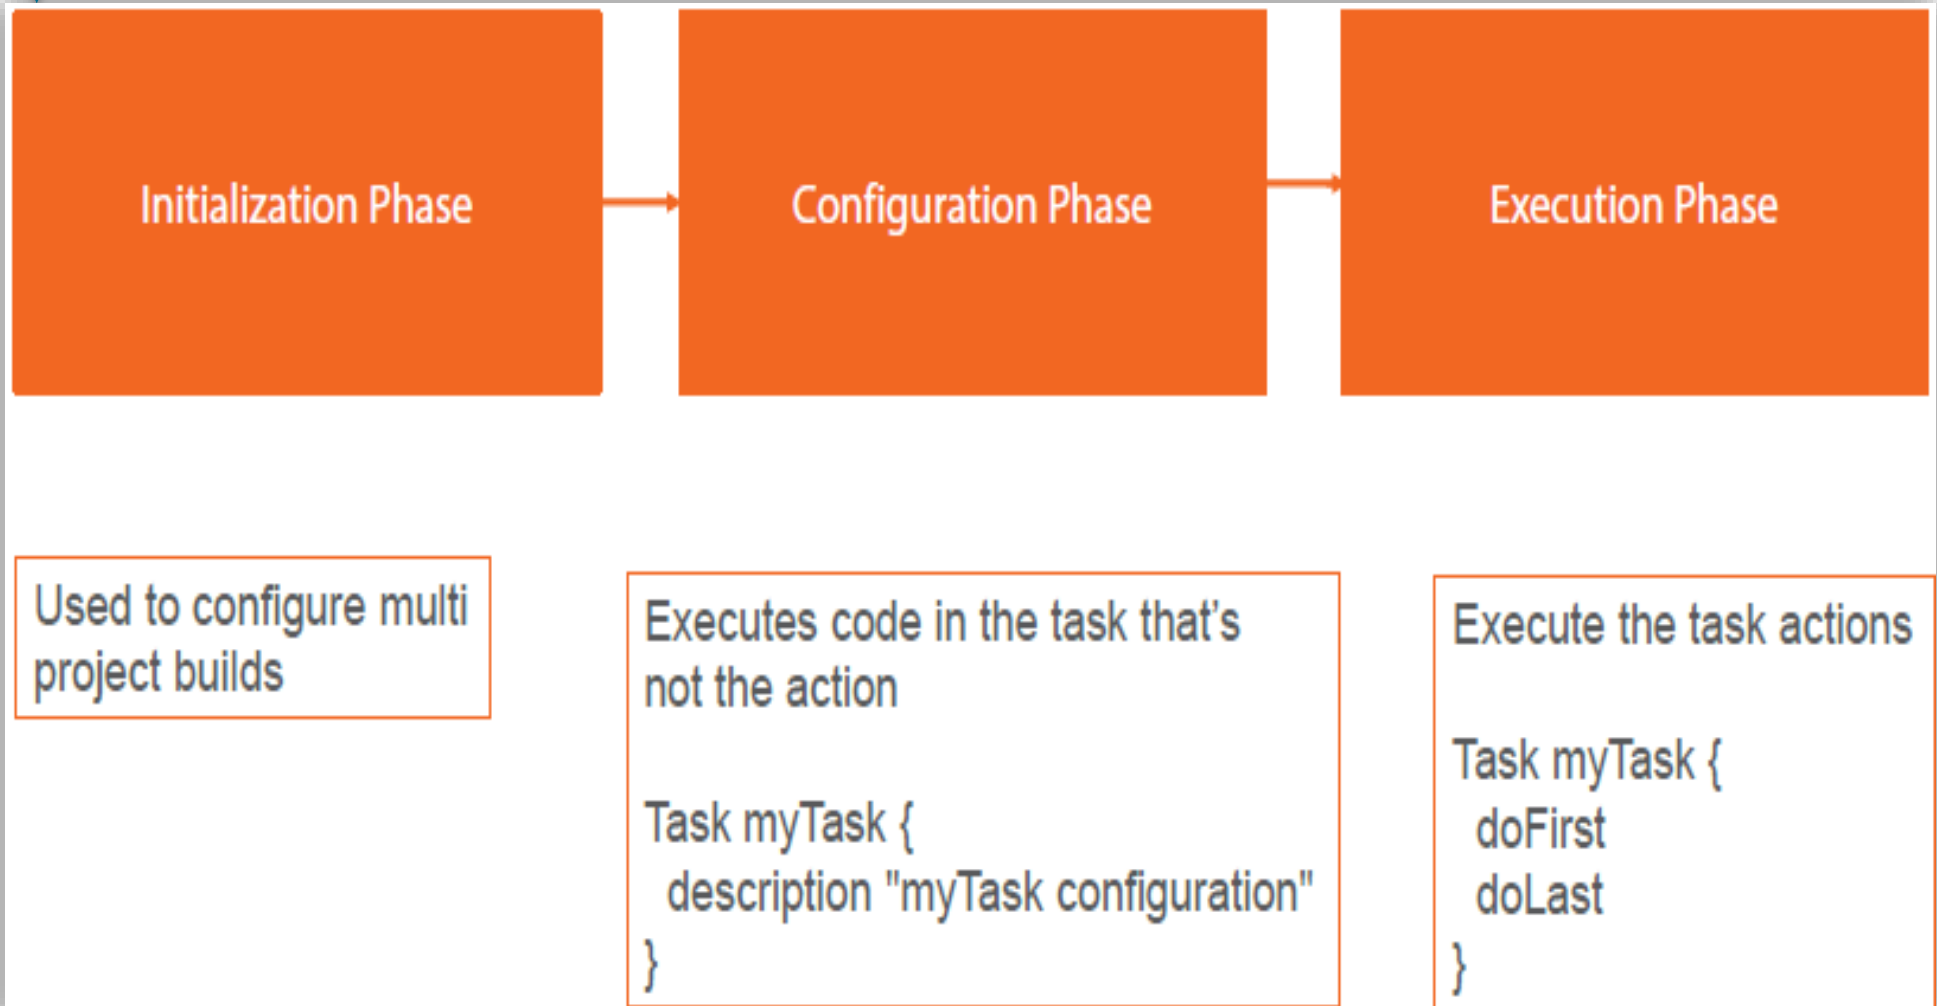 Initialization Phase
Configuration Phase
Execution Phase
Used to configure multi
project builds
Executes code in the task that's
not the action
Task myTask {
description "myTask configuration"
}
Execute the task actions
Task myTask {
doFirst
doLast
}